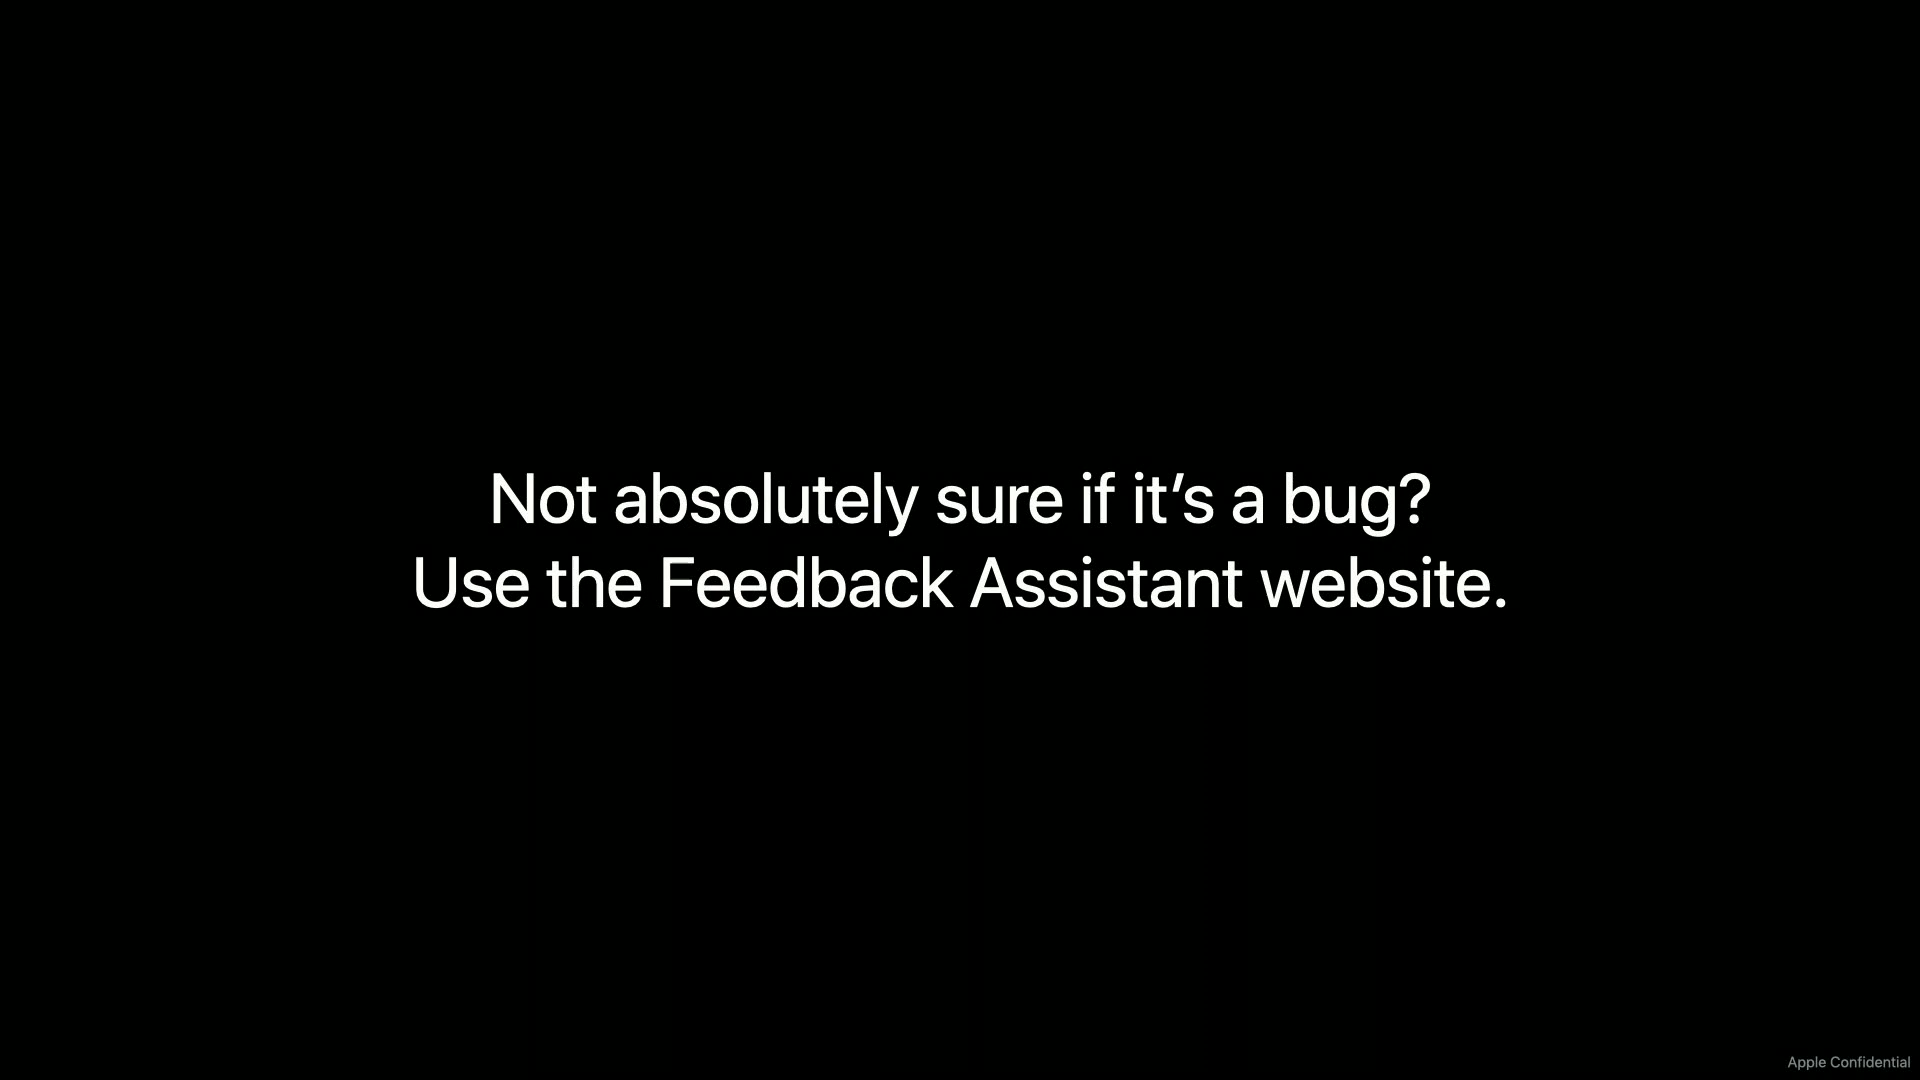 Not absolutely sure if it’s a bug?
Use the Feedback Assistant website.
Apple Confidential